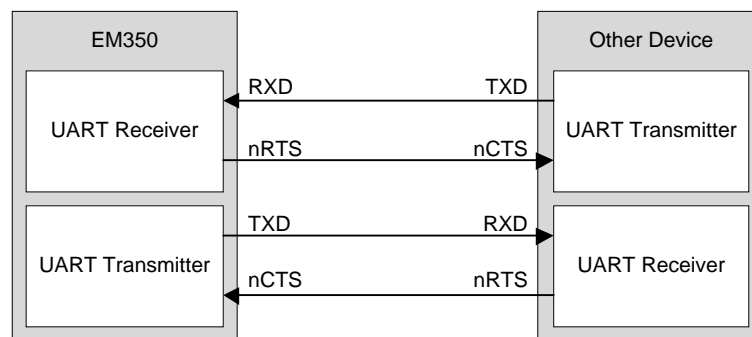 EM350
Other Device
RXD TXD
UART Receiver
UART Transmitter
nRTS nCTS
TXD RXD
UART Transmitter
UART Receiver
nCTS nRTS